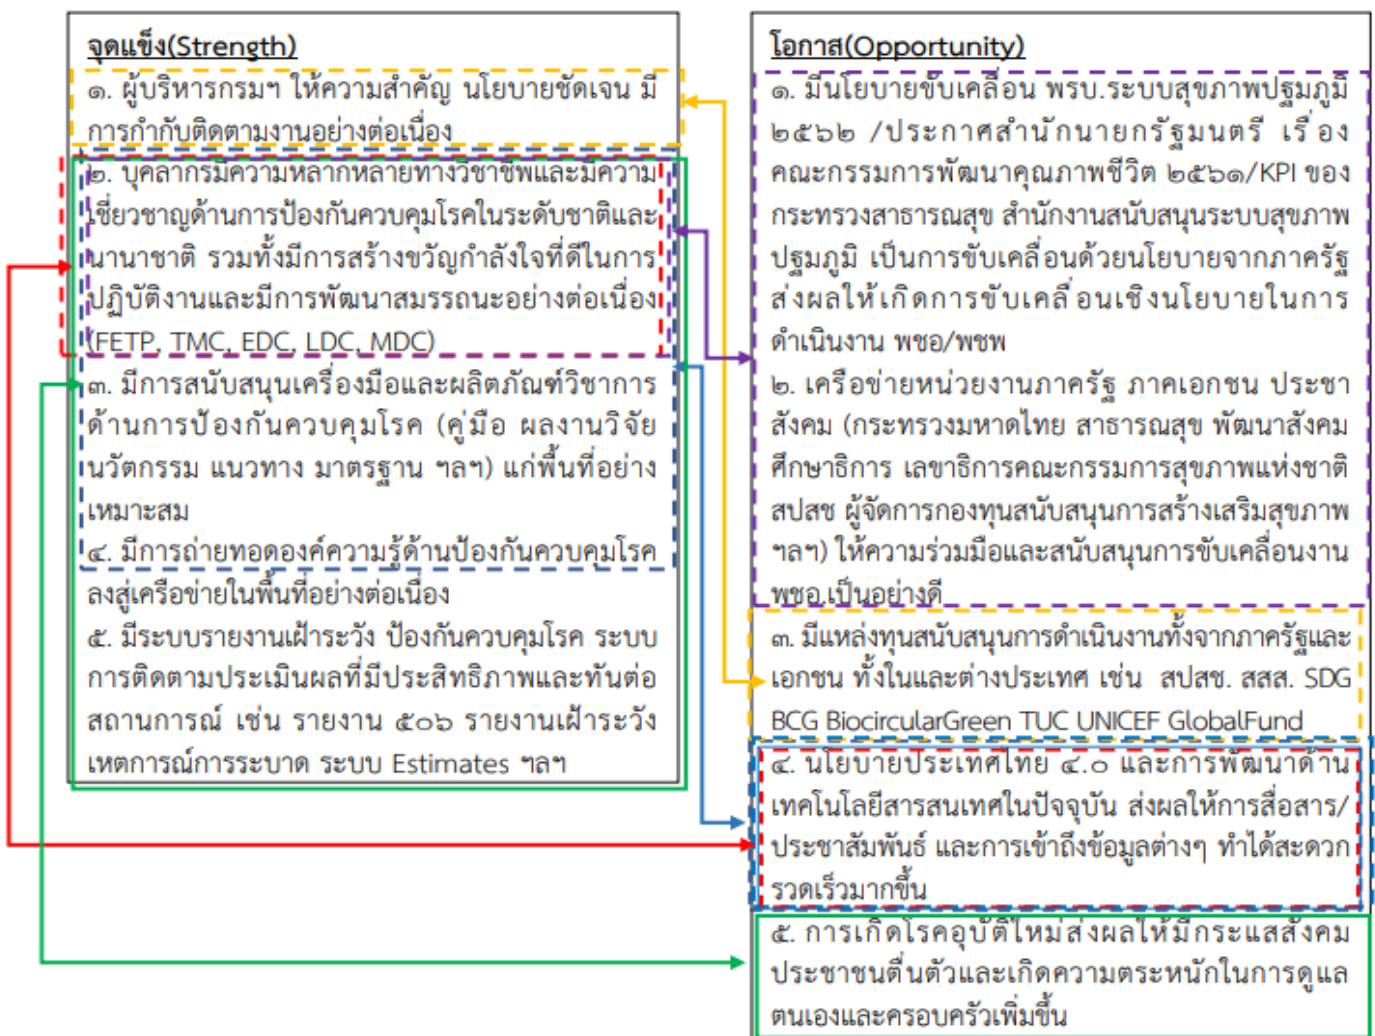 จุดแข็ง(Strength)
๑. ผู้บริหารกรมฯ ให้ความสำคัญ นโยบายชัดเจน มี
การกำกับติดตามงานอย่างต่อเนื่อง
๒. บุคลากรมีความหลากหลายทางวิชาชีพและมีความ
เชี่ยวชาญด้านการป้องกันควบคุมโรคในระดับชาติและ
นานาชาติ รวมทั้งมีการสร้างขวัญกำลังใจที่ดีในการ
ปฏิบัติงานและมีการพัฒนาสมรรถนะอย่างต่อเนื่อง
(FETP, TMC, EDC, LDC, MDC)
๓. มีการสนับสนุนเครื่องมือและผลิตภัณฑ์วิชาการ
ด้านการป้องกันควบคุมโรค (คู่มือ ผลงานวิจัย
นวัตกรรม แนวทาง มาตรฐาน ฯลฯ) แก่พื้นที่อย่าง
เหมาะสม
๔. มีการถ่ายทอดองค์ความรู้ด้านป้องกันควบคุมโรค
ลงสู่เครือข่ายในพื้นที่อย่างต่อเนื่อง
๕. มีระบบรายงานเฝ้าระวัง ป้องกันควบคุมโรค ระบบ
การติดตามประเมินผลที่มีประสิทธิภาพและทันต่อ
สถานการณ์ เช่น รายงาน ๕๐๖ รายงานเฝ้าระวัง
เหตการณ์การระบาด ระบบ Estimates ฯลฯ
โอกาส(Opportunity)
๑. มีนโยบายขับเคลื่อน พรบ.ระบบสุขภาพปฐมภูมิ
๒๕๖๒ /ประกาศสำนักนายกรัฐมนตรี เรื่อง
คณะกรรมการพัฒนาคุณภาพชีวิต ๒๕๖๑/KPI ของ
กระทรวงสาธารณสุข สำนักงานสนับสนุนระบบสุขภาพ
ปฐมภูมิ เป็นการขับเคลื่อนด้วยนโยบายจากภาครัฐ
ส่งผลให้เกิดการขับเคลื่อนเชิงนโยบายในการ
ดำเนินงาน พชอ/พชพ
๒. เครือข่ายหน่วยงานภาครัฐ ภาคเอกชน ประชา
สังคม (กระทรวงมหาดไทย สาธารณสุข พัฒนาสังคม
ศึกษาธิการ เลขาธิการคณะกรรมการสุขภาพแห่งชาติ
สปสช ผู้จัดการกองทุนสนับสนุนการสร้างเสริมสุขภาพ
ฯลฯ) ให้ความร่วมมือและสนับสนุนการขับเคลื่อนงาน
พชอ.เป็นอย่างดี
๓. มีแหล่งทุนสนับสนุนการดำเนินงานทั้งจากภาครัฐและ
เอกชน ทั้งในและต่างประเทศ เช่น สปสช. สสส. SDG
BCG BiocircularGreen TUC UNICEF GlobalFund
๔. นโยบายประเทศไทย ๔.๐ และการพัฒนาด้าน
เทคโนโลยีสารสนเทศในปัจจุบัน ส่งผลให้การสื่อสาร/
ประชาสัมพันธ์ และการเข้าถึงข้อมูลต่างๆ ทำได้สะดวก
รวดเร็วมากขึ้น
๕. การเกิดโรคอุบัติใหม่ส่งผลให้มีกระแสสังคม
ประชาชนตื่นตัวและเกิดความตระหนักในการดูแล
ตนเองและครอบครัวเพิ่มขึ้น